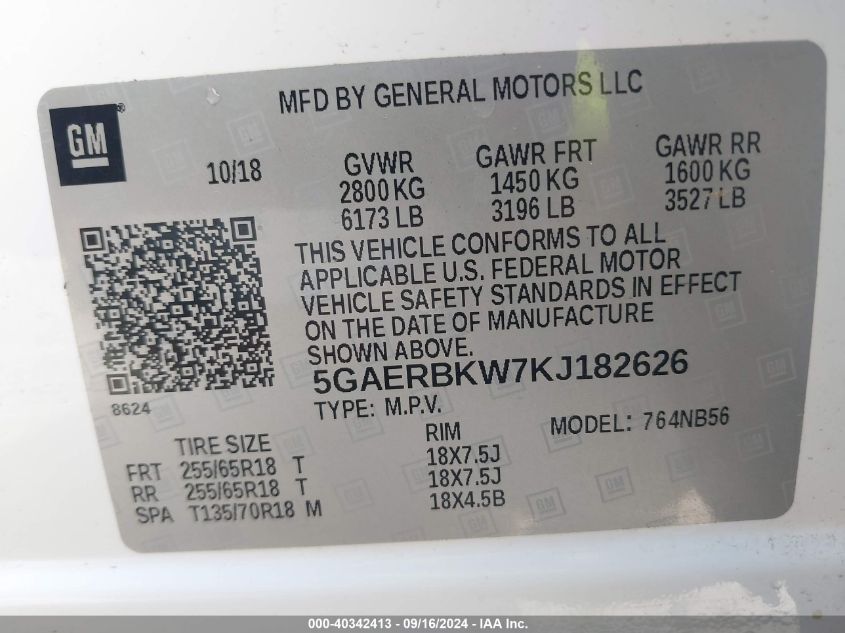 MFD BY GENERAL MOTORS LLC
GM
10/18
GVWR
2800 KG
6173 LB
GAWR FRT
1450 KG
3196 LB
GAWR RR
1600 KG
3527 LB
THIS VEHICLE CONFORMS TO ALL
APPLICABLE U.S. FEDERAL MOTOR
VEHICLE SAFETY STANDARDS IN EFFECT
ON THE DATE OF MANUFACTURE
SHOWN ABOVE.
5GAERBKW7KJ182626
8624
TYPE: M.P.V.
MODEL: 764NB56
TIRE SIZE RIM
FRT 255/65R18 T 18X7.5J
RR 255/65R18 T 18X7.5J
SPA T135/70R18 M 18X4.5B
000-40342413 - 09/16/2024 - IAA Inc.